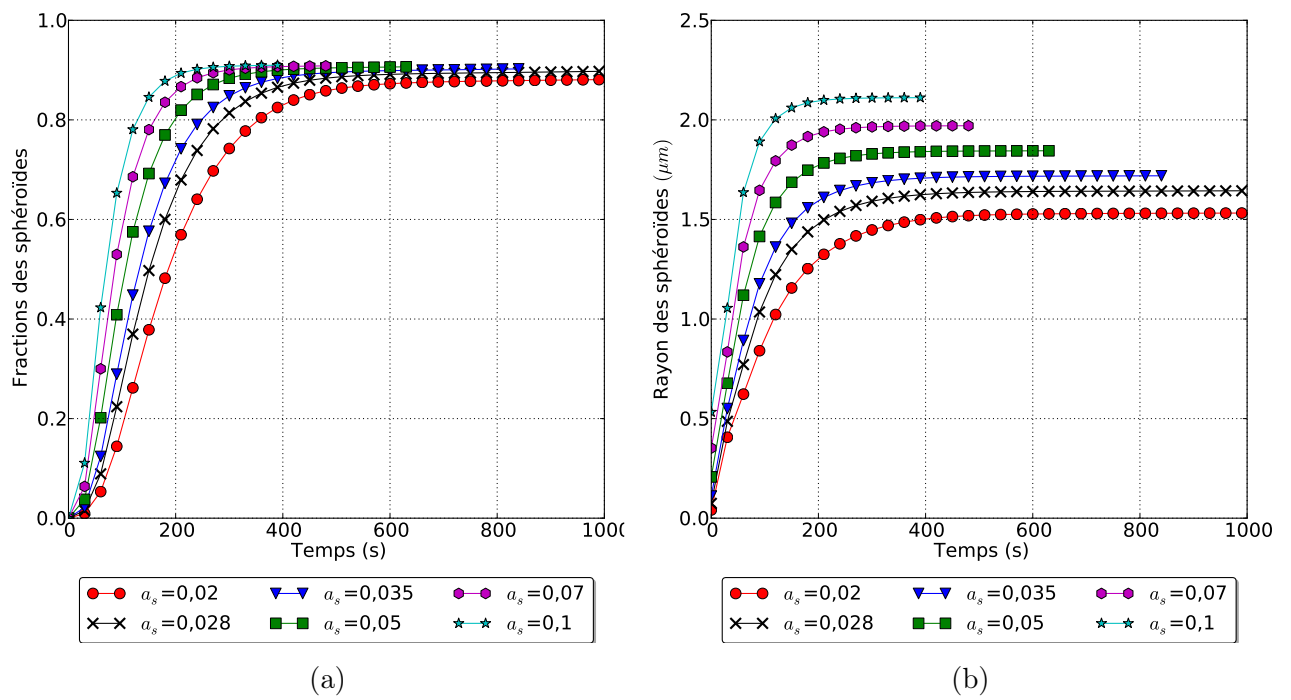 1.0
0.8
0.6
0.4
0.2
0.0
Fractions des sphéroïdes
0 200 400 600 800 1000
Temps (s)
a_s=0,02 a_s=0,035 a_s=0,07
a_s=0,028 a_s=0,05 a_s=0,1
(a)
2.5
2.0
1.5
1.0
0.5
0.0
Rayon des sphéroïdes (μm)
0 200 400 600 800 1000
Temps (s)
a_s=0,02 a_s=0,035 a_s=0,07
a_s=0,028 a_s=0,05 a_s=0,1
(b)